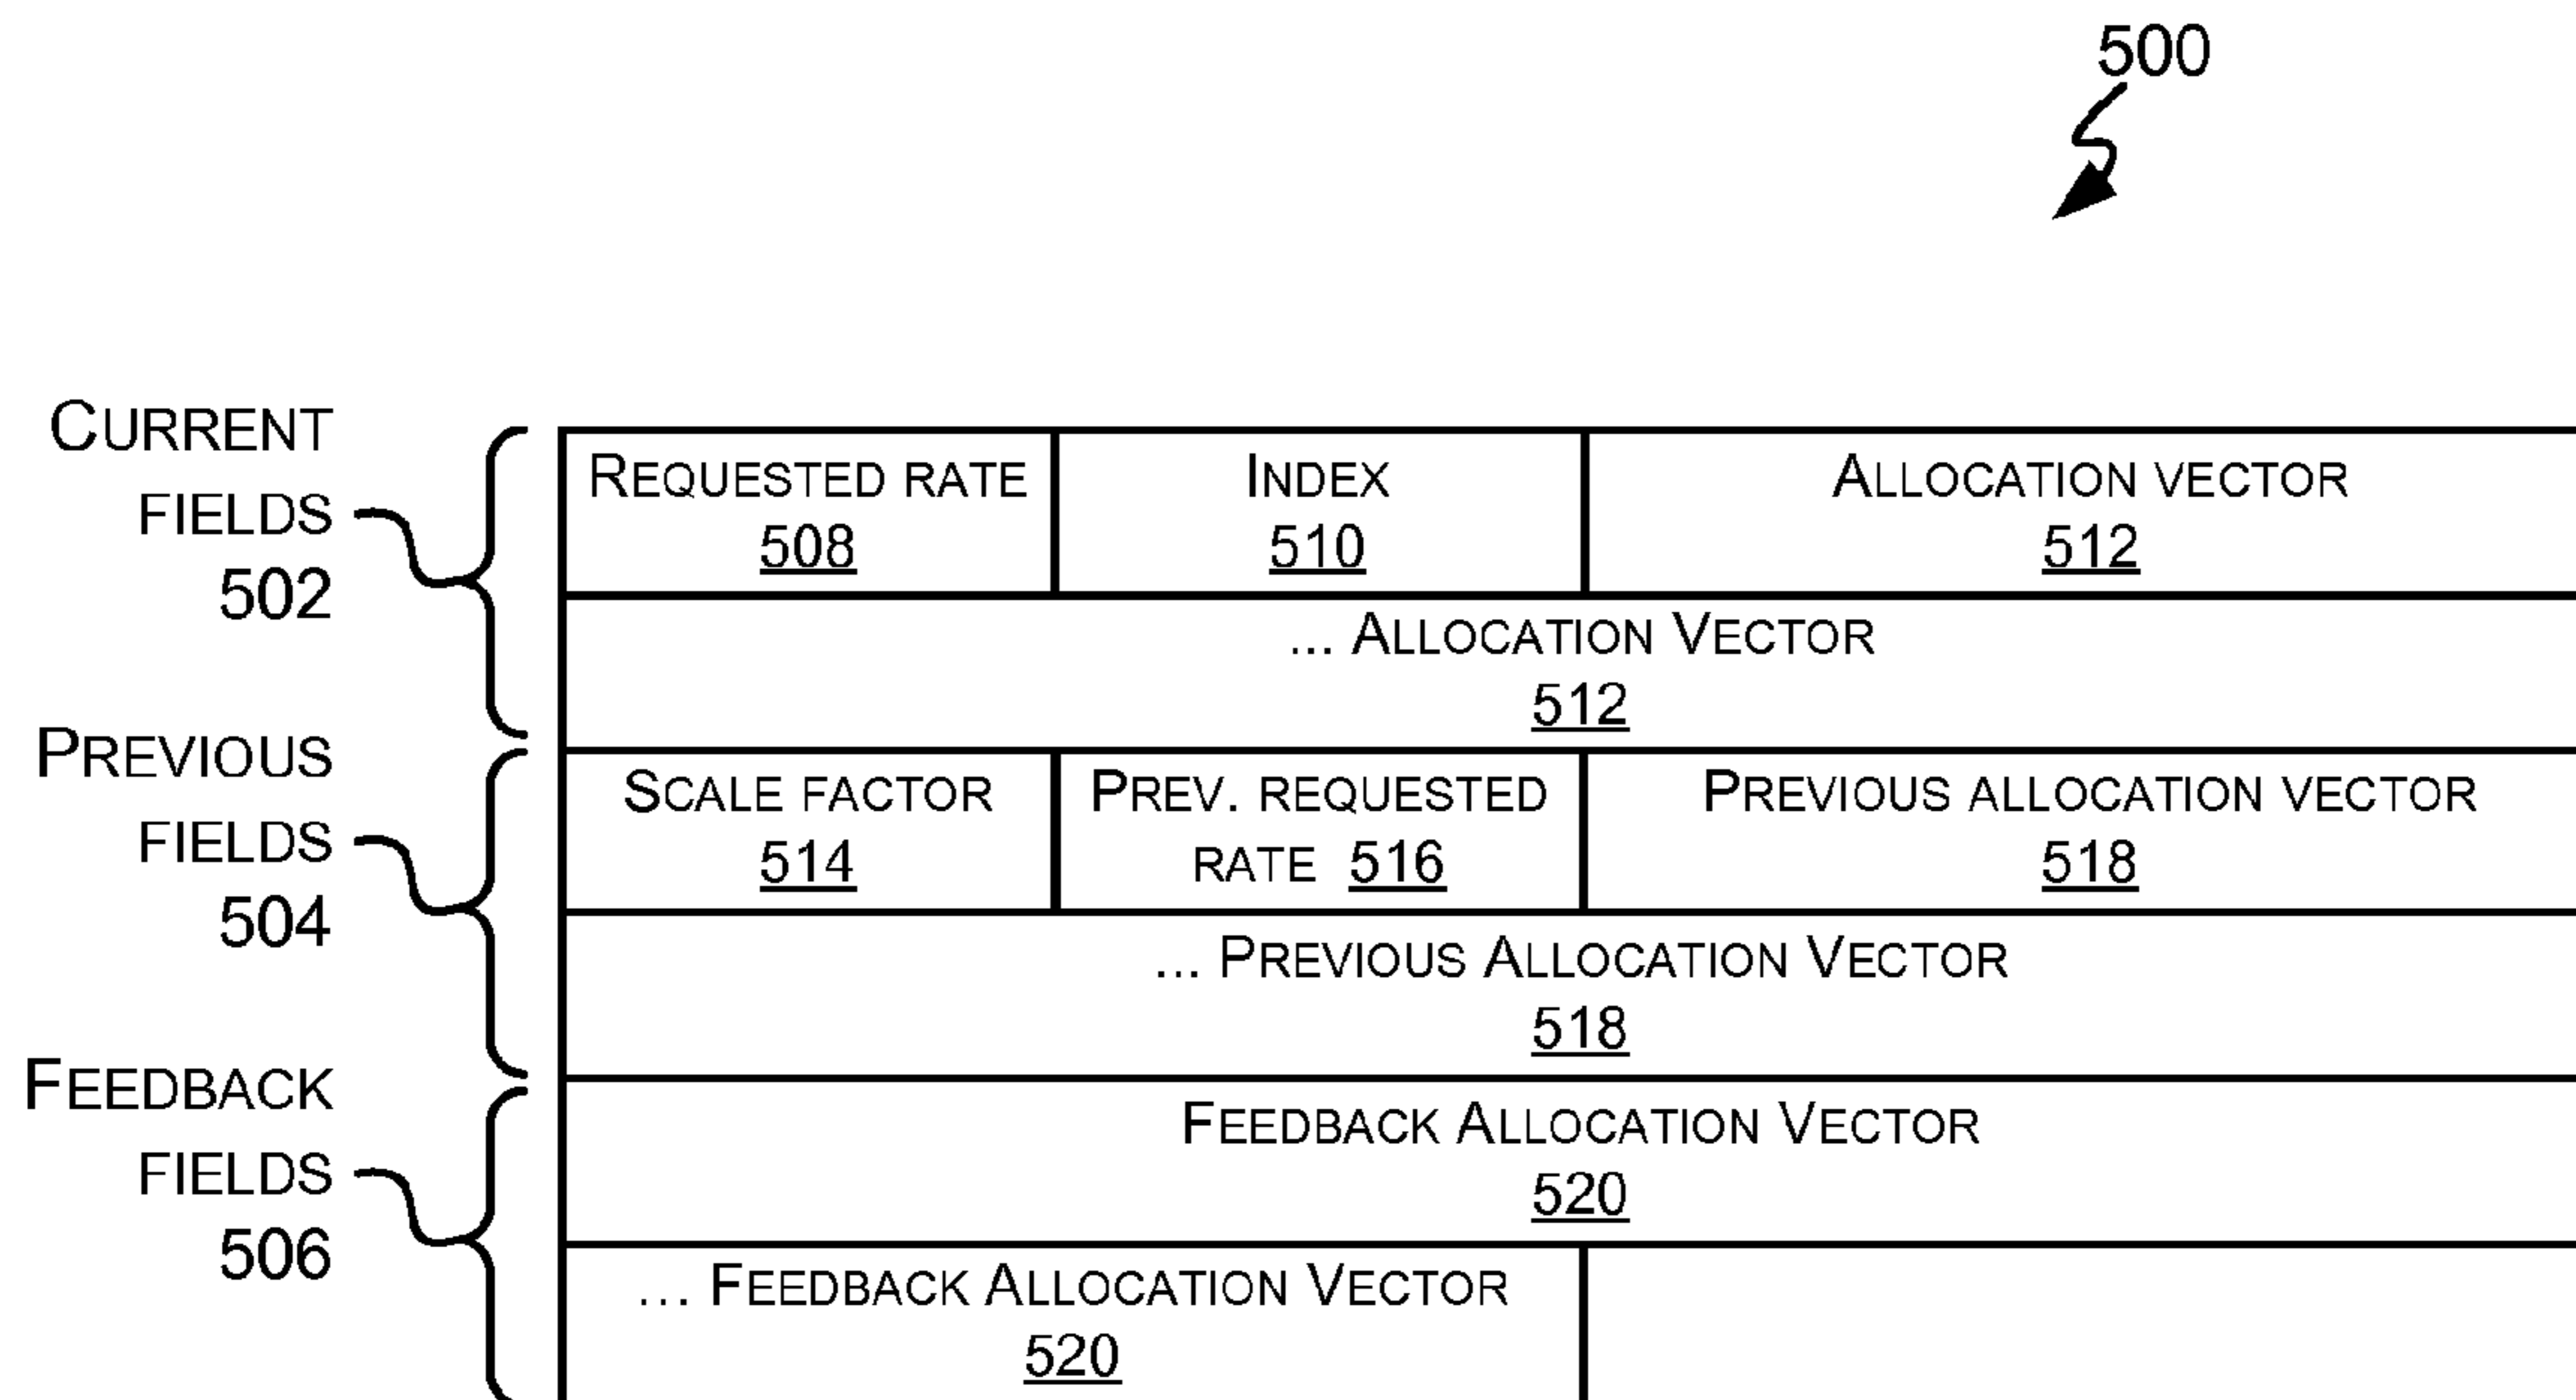 500
CURRENT
FIELDS
502
REQUESTED RATE
508
INDEX
510
ALLOCATION VECTOR
512
... ALLOCATION VECTOR
512
PREVIOUS
FIELDS
504
SCALE FACTOR
514
PREV. REQUESTED
RATE 516
PREVIOUS ALLOCATION VECTOR
518
... PREVIOUS ALLOCATION VECTOR
518
FEEDBACK
FIELDS
506
FEEDBACK ALLOCATION VECTOR
520
... FEEDBACK ALLOCATION VECTOR
520